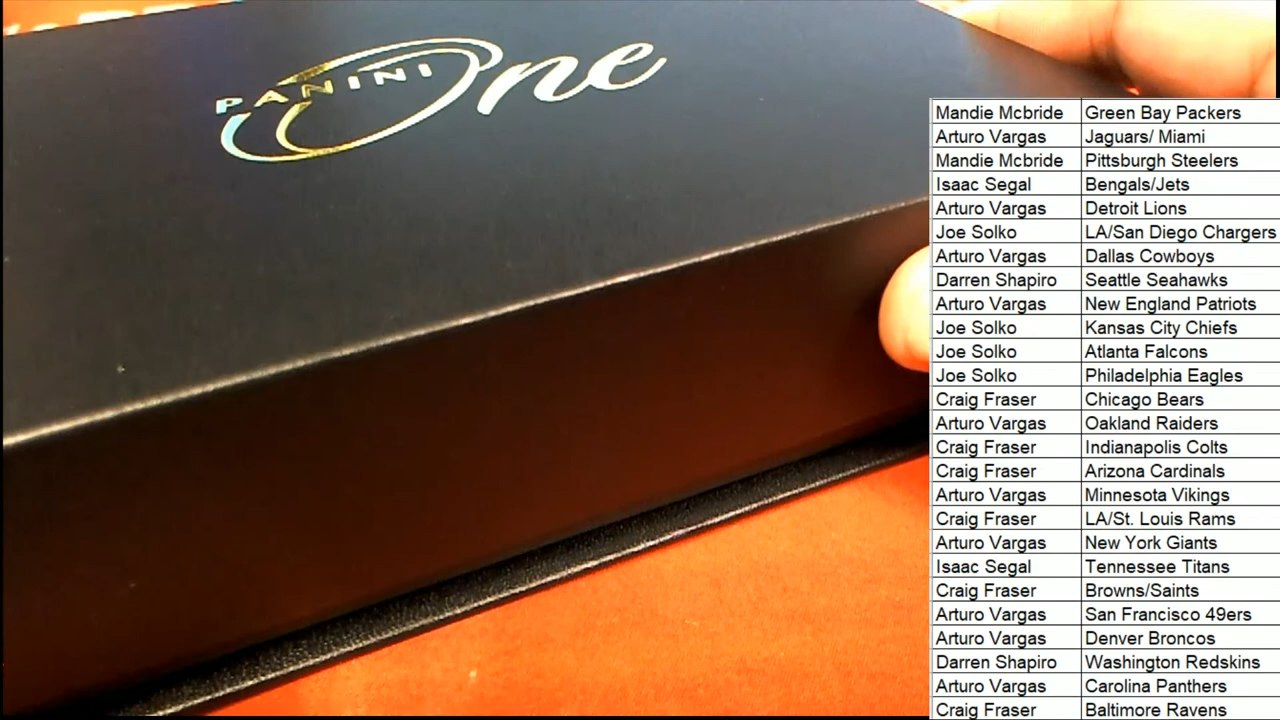 PANINI One
Mandie Mcbride Green Bay Packers
Arturo Vargas Jaguars/ Miami
Mandie Mcbride Pittsburgh Steelers
Isaac Segal Bengals/Jets
Arturo Vargas Detroit Lions
Joe Solko LA/San Diego Chargers
Arturo Vargas Dallas Cowboys
Darren Shapiro Seattle Seahawks
Arturo Vargas New England Patriots
Joe Solko Kansas City Chiefs
Joe Solko Atlanta Falcons
Joe Solko Philadelphia Eagles
Craig Fraser Chicago Bears
Arturo Vargas Oakland Raiders
Craig Fraser Indianapolis Colts
Craig Fraser Arizona Cardinals
Arturo Vargas Minnesota Vikings
Craig Fraser LA/St. Louis Rams
Arturo Vargas New York Giants
Isaac Segal Tennessee Titans
Craig Fraser Browns/Saints
Arturo Vargas San Francisco 49ers
Arturo Vargas Denver Broncos
Darren Shapiro Washington Redskins
Arturo Vargas Carolina Panthers
Craig Fraser Baltimore Ravens